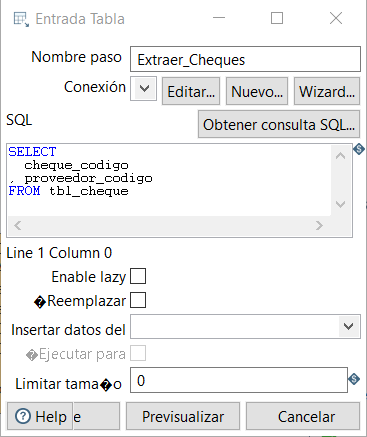 Entrada Tabla
Nombre paso Extraer_Cheques
Conexión Editar... Nuevo... Wizard...
SQL Obtener consulta SQL...
SELECT
cheque_codigo
, proveedor_codigo
FROM tbl_cheque
Line 1 Column 0
Enable lazy
�Reemplazar
Insertar datos del
�Ejecutar para
Limitar tama�o 0
Help e Previsualizar Cancelar